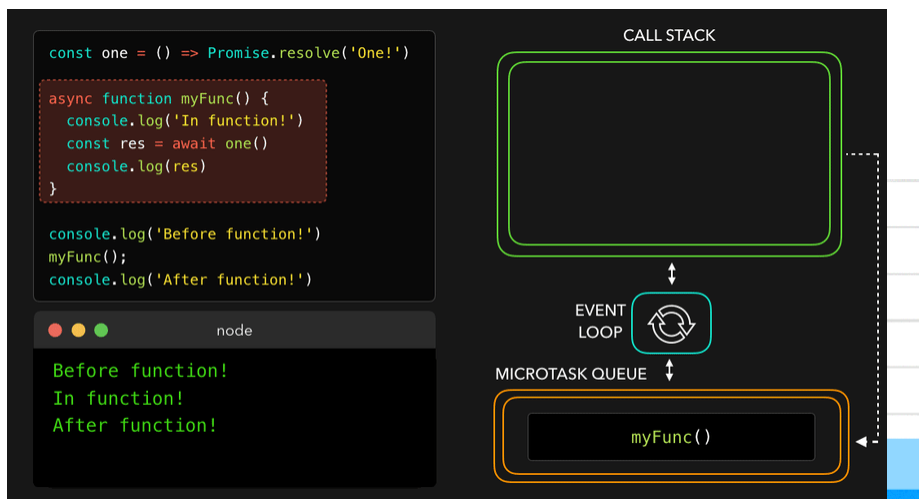 const one = () => Promise.resolve('One!')
async function myFunc() {
console.log('In function!')
const res = await one()
console.log(res)
}
console.log('Before function!')
myFunc();
console.log('After function!')
node
Before function!
In function!
After function!
CALL STACK
EVENT
LOOP
MICROTASK QUEUE
myFunc()